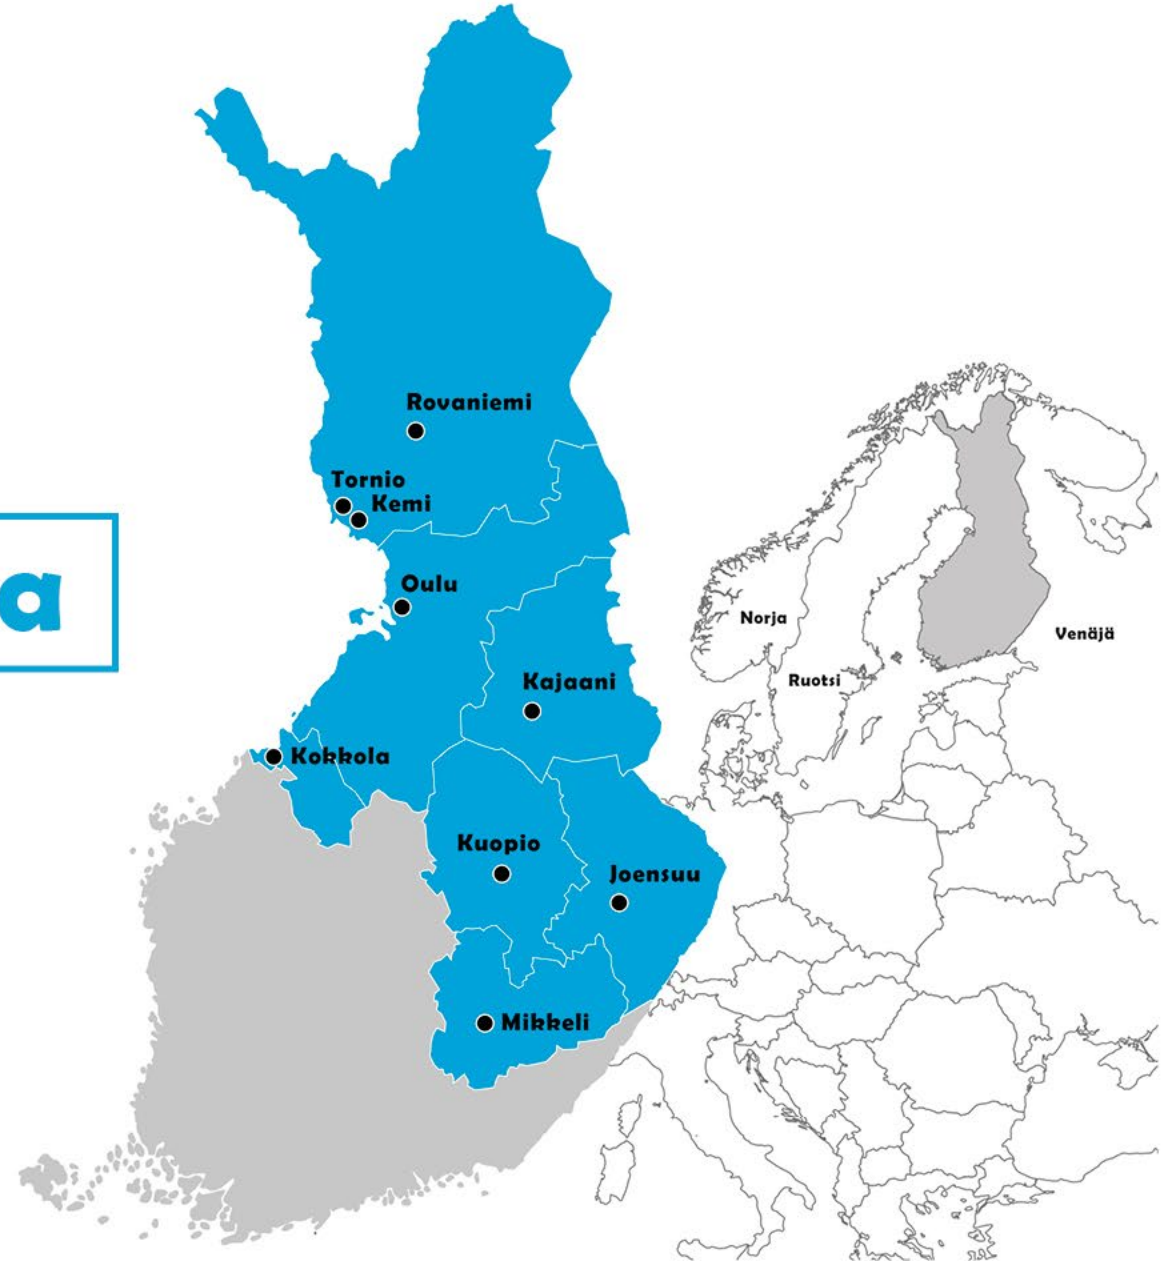 Rovaniemi
Tornio
Kemi
a
Oulu
Norja
Venäjä
Ruotsi
Kajaani
Kokkola
Kuopio
Joensuu
Mikkeli